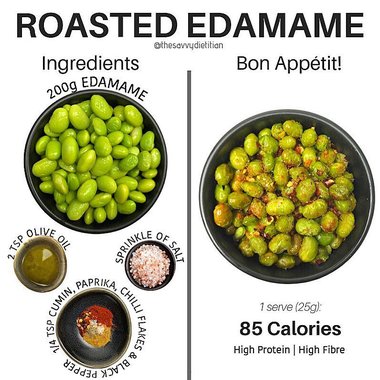 ROASTED EDAMAME
@thesavvydietitian
Ingredients
200g EDAMAME
2 TSP OLIVE OIL
SPRINKLE OF SALT
1/4 TSP CUMIN, PAPRIKA, CHILLI FLAKES & BLACK PEPPER
Bon Appétit!
1 serve (25g):
85 Calories
High Protein | High Fibre